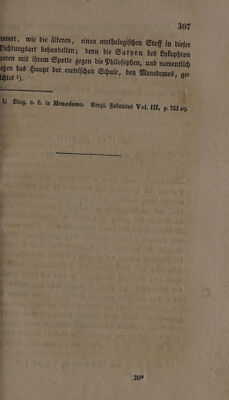 307
immer, wie die älteren, einen mythologischen Stoff in dieser
Dichtungsart behandelten; denn die Satyrn des Lykophron
waren mit ihrem Spotte gegen die Philosophen, und namentlich
gegen das Haupt der eretrischen Schule, den Menedemos, ge-
richtet ¹).
1) Diog. v. L. in Menedemo. Vergl. Fabricius Vol. III, p. 751 sq.
20*